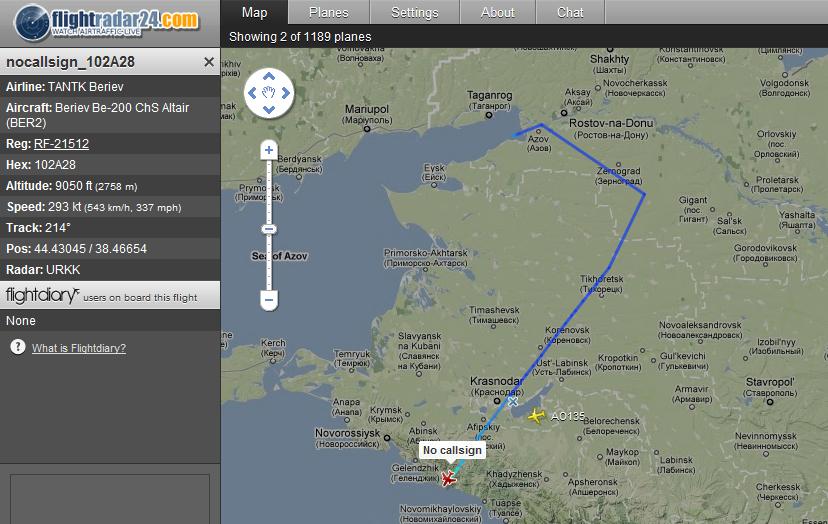 flightradar24.com
WATCH AIRTRAFFIC LIVE
Map
Planes
Settings
About
Chat
Showing 2 of 1189 planes
nocallsign_102A28
Airline: TANTK Beriev
Aircraft: Beriev Be-200 ChS Altair
(BER2)
Reg: RF-21512
Hex: 102A28
Altitude: 9050 ft (2758 m)
Speed: 293 kt (543 km/h, 337 mph)
Track: 214°
Pos: 44.43045 / 38.46654
Radar: URKK
flightdiary users on board this flight
None
? What is Flightdiary?
(Волноваха)
Shakhty
(Шахты)
Konstantinovsk
(Константиновск)
(Цимлянск)
Volgodonsk
(Волгодонск)
Novocherkassk
(Новочеркасск)
Taganrog
(Таганрог)
Aksay
(Аксай)
Mariupol
(Маріуполь)
Rostov-na-Donu
(Ростов-на-Дону)
Azov
(Азов)
Orlovskiy
(пос.
Орловский)
Berdyansk
(Бердянськ)
Eysk
(Ейск)
Zernograd
(Зерноград)
Proletarsk
(Пролетарск)
Gigant
(пос.
Гигант)
Sal'sk
(Сальск)
Yashalta
(Яшалта)
Gorodovikovsk
(Городовиковск)
Sea of Azov
Primorsko-Akhtarsk
(Приморско-Ахтарск)
Tikhoretsk
(Тихорецк)
Timashevsk
(Тимашевск)
Korenovsk
(Кореновск)
Slavyansk
na Kubani
(Славянск
на Кубани)
Kerch
(Керч)
Temryuk
(Темрюк)
Novoaleksandrovsk
(Новоалександровск)
Izobil'nyy
(Изобильный)
Kropotkin
(Кропоткин)
Gul'kevichi
(Гулькевичи)
Ust'-Labinsk
(Усть-Лабинск)
Krasnodar
(Краснодар)
Armavir
(Армавир)
Stavropol'
(Ставрополь)
Anapa
(Анапа)
Krymsk
(Крымск)
Abinsk
Afipskiy
(пос.
AO135
Belorechensk
(Белореченск)
Novorossiysk
(Новороссийск)
Nevinnomyssk
(Невинномысск)
No callsign
Maykop
(Майкоп)
Labinsk
(Лабинск)
Gelendzhik
(Геленджик)
Khadyzhensk
(Хадыженск)
Apsheronsk
(Апшеронск)
Cherkessk
(Черкесск)
Tuapse
(Туапсе)
Novomikhaylovskiy
(Новомихайловский)